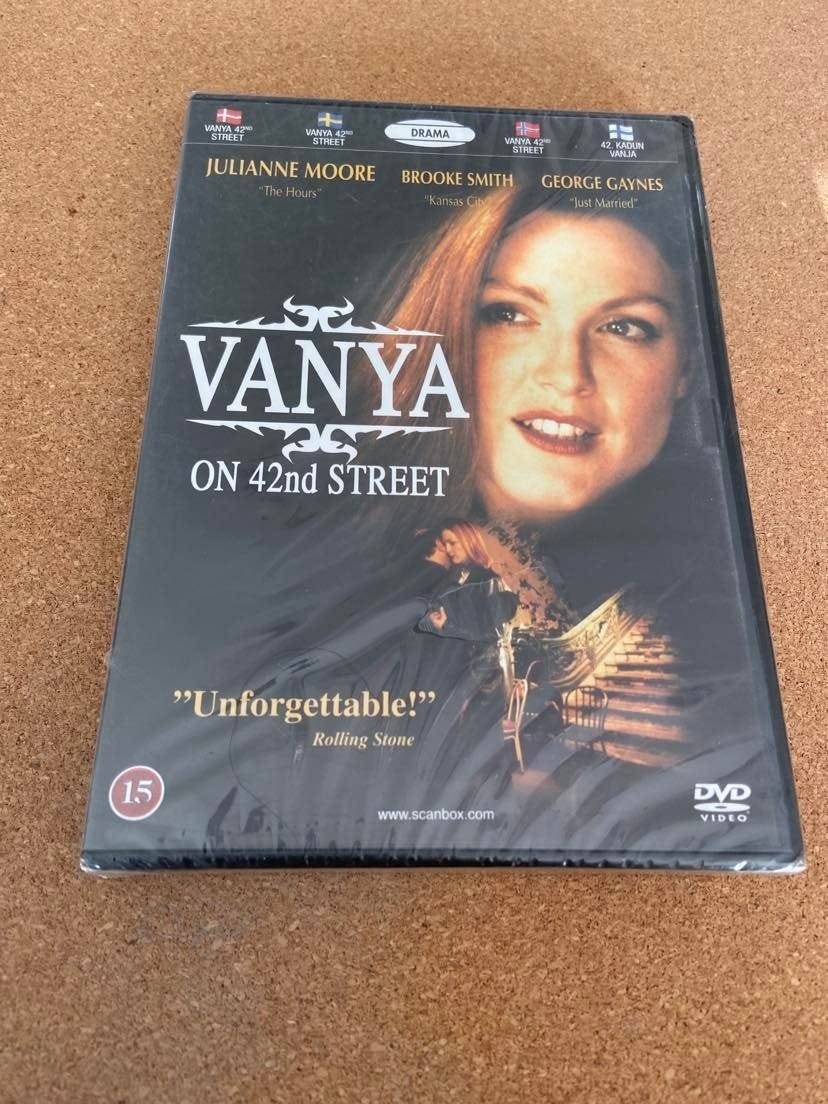 VANYA 42ND
STREET
VANYA 42ND
STREET
DRAMA
VANYA 42ND
STREET
42. KADUN
VANJA
JULIANNE MOORE
"The Hours"
BROOKE SMITH
"Kansas City"
GEORGE GAYNES
"Just Married"
VANYA
ON 42nd STREET
"Unforgettable!"
Rolling Stone
15
www.scanbox.com
DVD
VIDEO